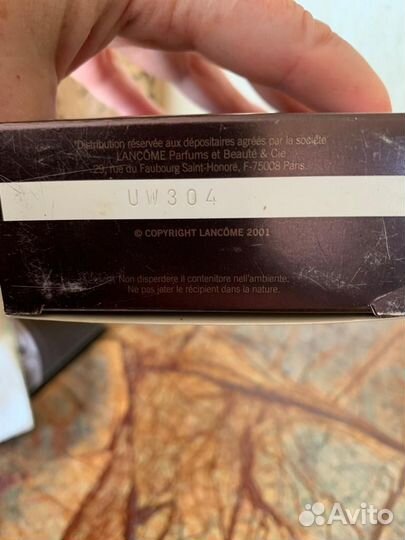 "Distribution réservée aux dépositaires agréés par la société
LANCÔME Parfums et Beauté & Cie
29, rue du Faubourg Saint-Honoré, F-75008 Paris
UW304
© COPYRIGHT LANCÔME 2001
Non disperdere il contenitore nell'ambiente.
Ne pas jeter le récipient dans la nature.
Avito